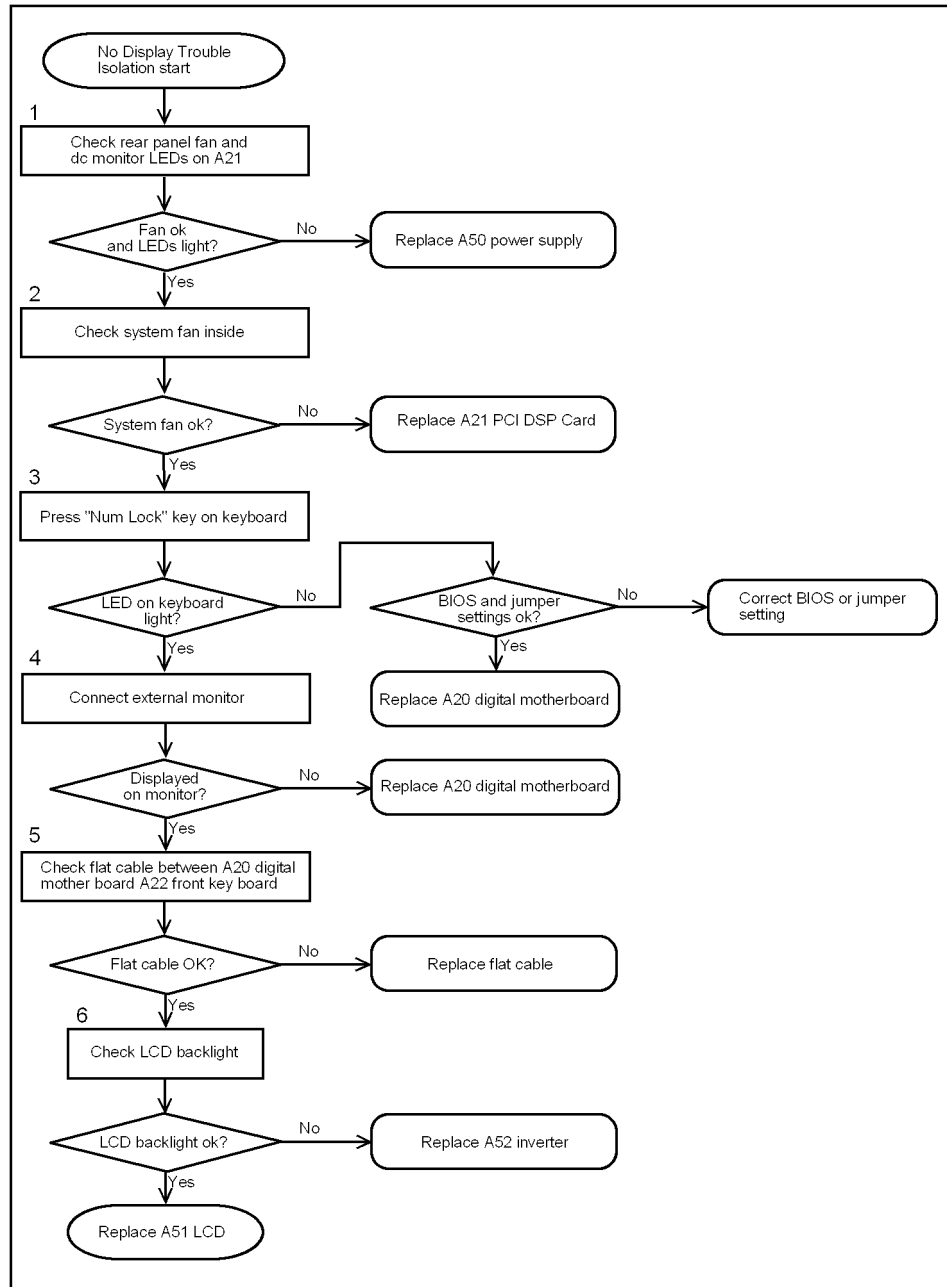 No Display Trouble
Isolation start
1
Check rear panel fan and
dc monitor LEDs on A21
Fan ok
and LEDs light?
No
Replace A50 power supply
Yes
2
Check system fan inside
System fan ok?
No
Replace A21 PCI DSP Card
Yes
3
Press "Num Lock" key on keyboard
LED on keyboard
light?
No
BIOS and jumper
settings ok?
No
Correct BIOS or jumper
setting
Yes
Yes
4
Connect external monitor
Replace A20 digital motherboard
Displayed
on monitor?
No
Replace A20 digital motherboard
Yes
5
Check flat cable between A20 digital
mother board A22 front key board
Flat cable OK?
No
Replace flat cable
Yes
6
Check LCD backlight
LCD backlight ok?
No
Replace A52 inverter
Yes
Replace A51 LCD